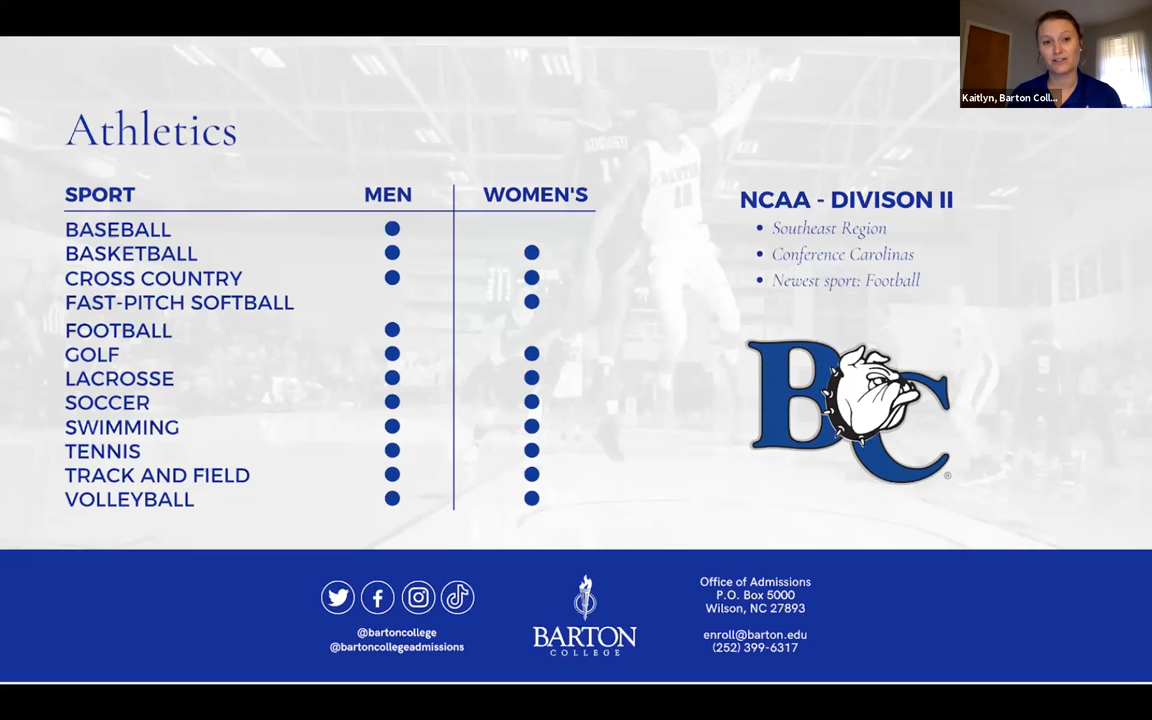 Kaitlyn, Barton Coll...
Athletics
SPORT MEN WOMEN'S
BASEBALL
BASKETBALL
CROSS COUNTRY
FAST-PITCH SOFTBALL
FOOTBALL
GOLF
LACROSSE
SOCCER
SWIMMING
TENNIS
TRACK AND FIELD
VOLLEYBALL
NCAA - DIVISON II
• Southeast Region
• Conference Carolinas
• Newest sport: Football
BC
®
@bartoncollege
@bartoncollegeadmissions
BARTON
COLLEGE
Office of Admissions
P.O. Box 5000
Wilson, NC 27893
enroll@barton.edu
(252) 399-6317